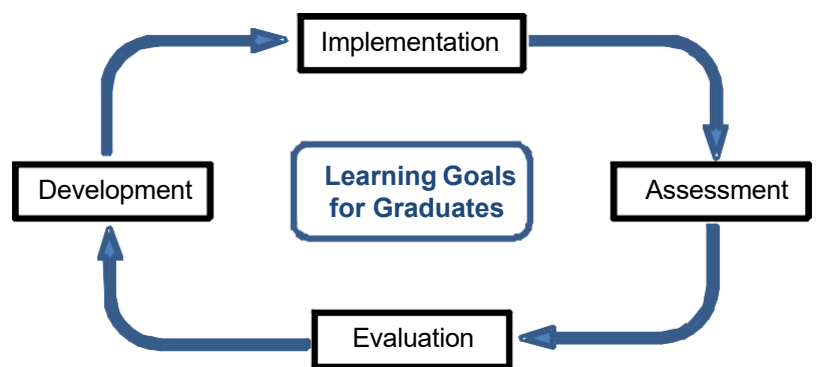 Implementation
Development
Learning Goals
for Graduates
Assessment
Evaluation